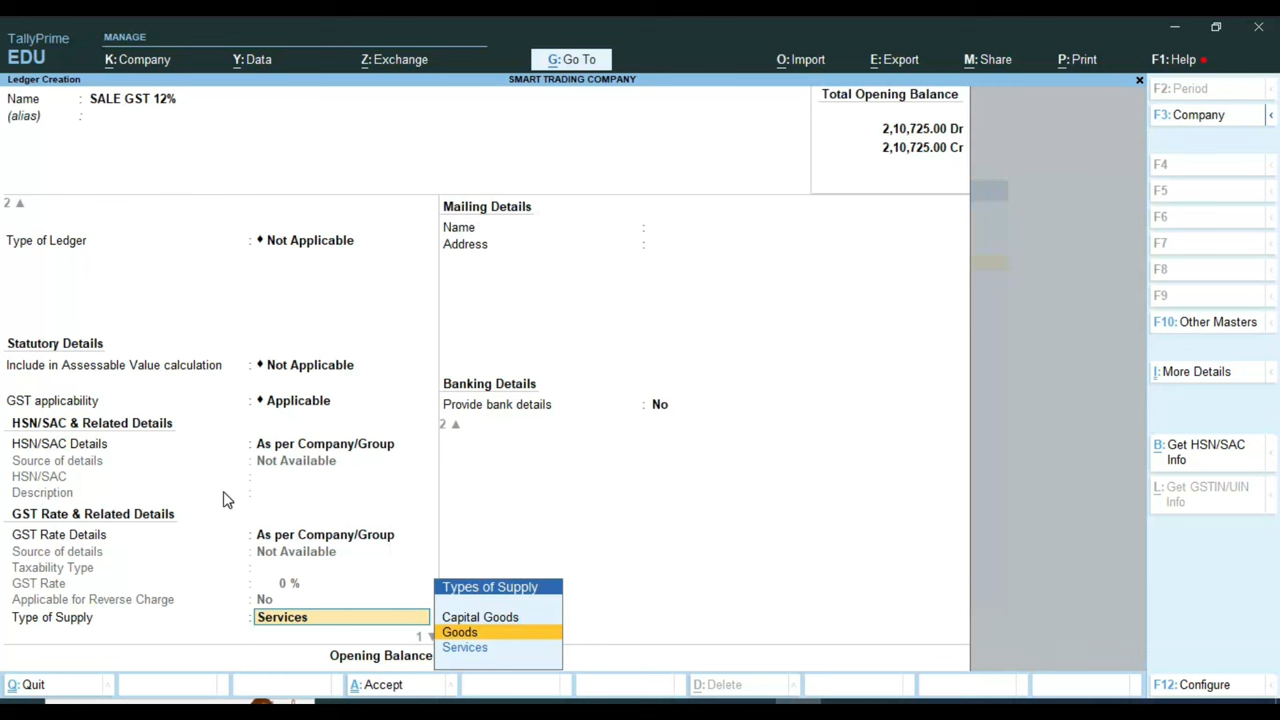 TallyPrime
EDU
MANAGE
K: Company
Y: Data
Z: Exchange
G: Go To
O: Import
E: Export
M: Share
P: Print
F1: Help
Ledger Creation
SMART TRADING COMPANY
×
Name : SALE GST 12%
(alias) :
Total Opening Balance
2,10,725.00 Dr
2,10,725.00 Cr
2 ▲
Type of Ledger : ♦ Not Applicable
Statutory Details
Include in Assessable Value calculation : ♦ Not Applicable
GST applicability : ♦ Applicable
HSN/SAC & Related Details
HSN/SAC Details : As per Company/Group
Source of details : Not Available
HSN/SAC :
Description :
GST Rate & Related Details
GST Rate Details : As per Company/Group
Source of details : Not Available
Taxability Type :
GST Rate : 0 %
Applicable for Reverse Charge : No
Type of Supply : Services
1 ▼
Opening Balance
Mailing Details
Name :
Address :
Banking Details
Provide bank details : No
2 ▲
Types of Supply
Capital Goods
Goods
Services
F2: Period
F3: Company
F4
F5
F6
F7
F8
F9
F10: Other Masters
I: More Details
B: Get HSN/SAC
Info
L: Get GSTIN/UIN
Info
Q: Quit
A: Accept
D: Delete
F12: Configure